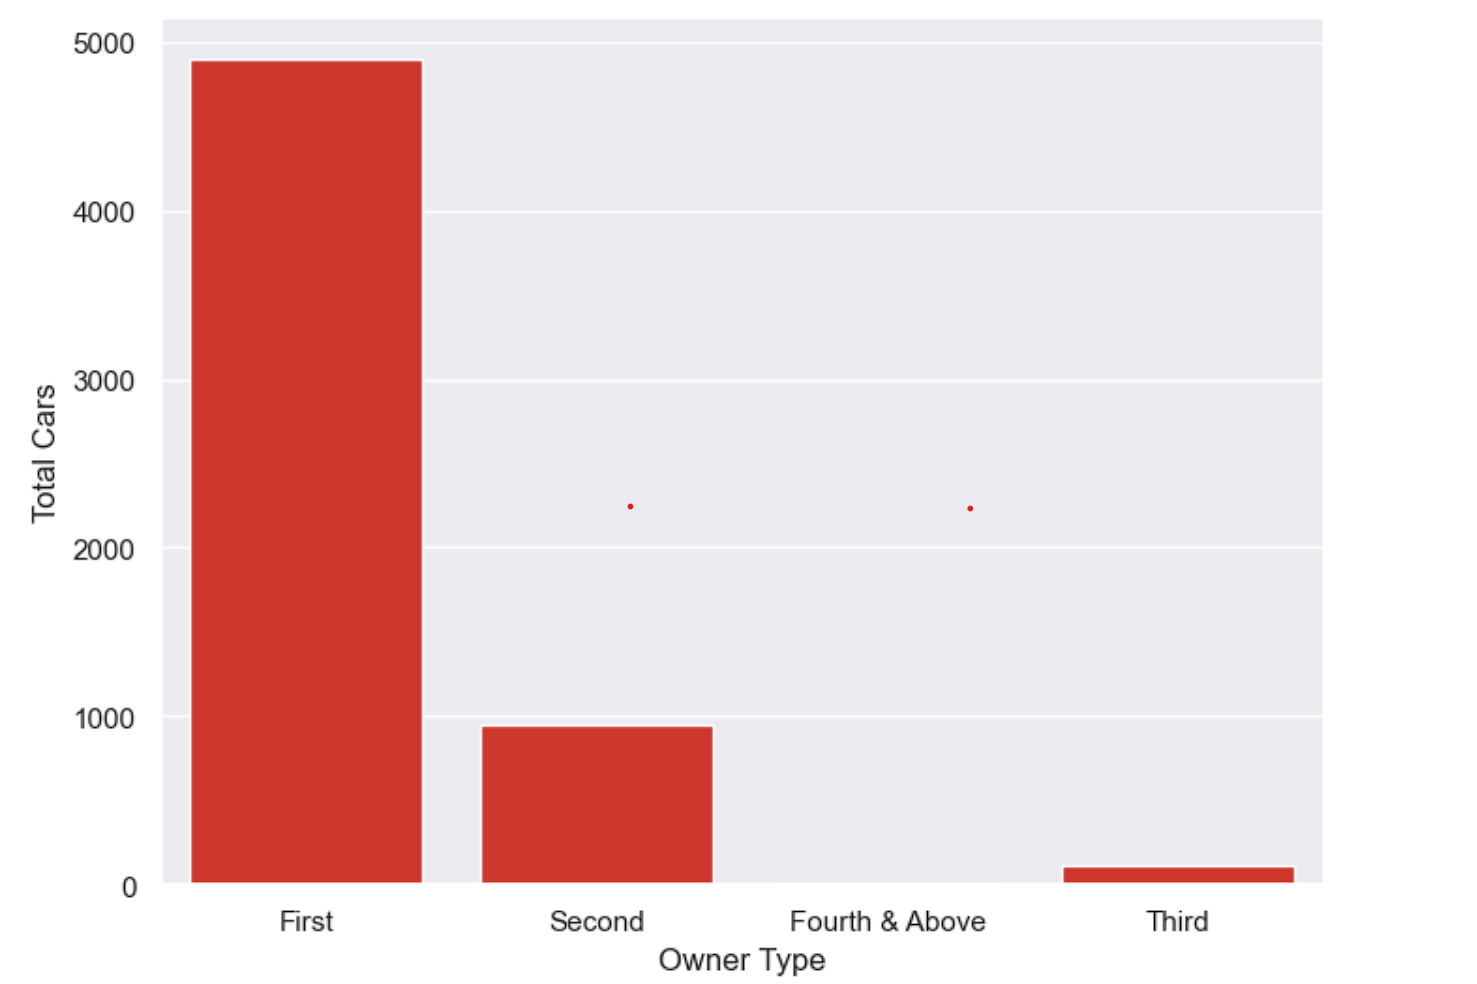 5000
4000
3000
2000
1000
0
Total Cars
First
Second
Fourth & Above
Third
Owner Type